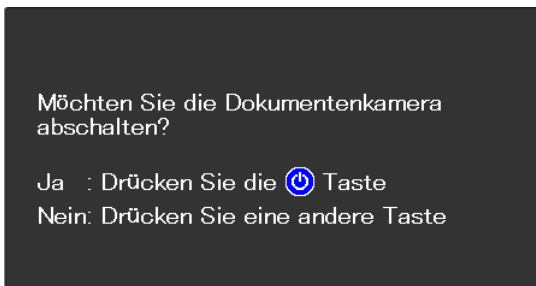 Möchten Sie die Dokumentenkamera
abschalten?
Ja : Drücken Sie die Taste
Nein: Drücken Sie eine andere Taste